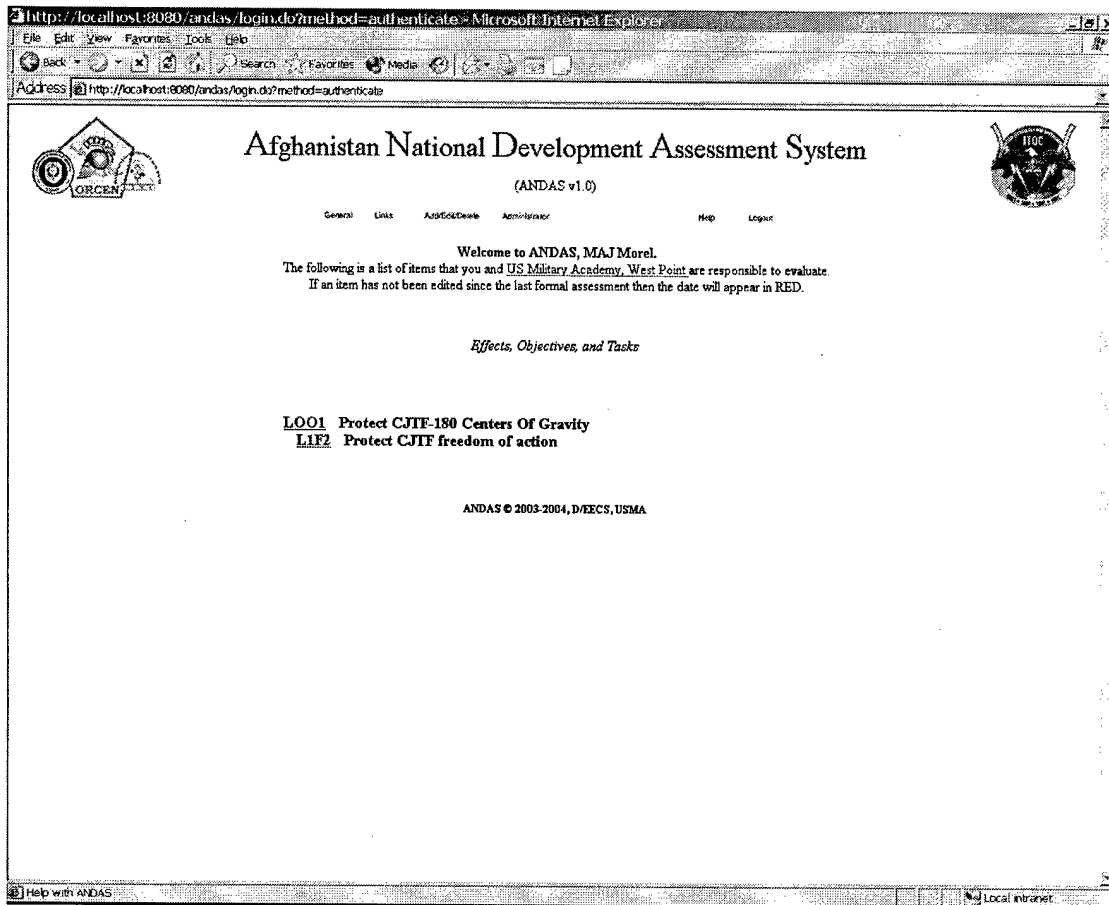 http://localhost:8080/andas/login.do?method=authenticate - Microsoft Internet Explorer
File Edit View Favorites Tools Help
Back Search Favorites Media
Address http://localhost:8080/andas/login.do?method=authenticate
ORCEN
Afghanistan National Development Assessment System
ITOC
(ANDAS v1.0)
General Links Add/Edit/Delete Administrator Help Logout
Welcome to ANDAS, MAJ Morel.
The following is a list of items that you and US Military Academy, West Point are responsible to evaluate.
If an item has not been edited since the last formal assessment then the date will appear in RED.
Effects, Objectives, and Tasks
LOO1 Protect CJTF-180 Centers Of Gravity
L1F2 Protect CJTF freedom of action
ANDAS © 2003-2004, D/EECS, USMA
Help with ANDAS Local intranet